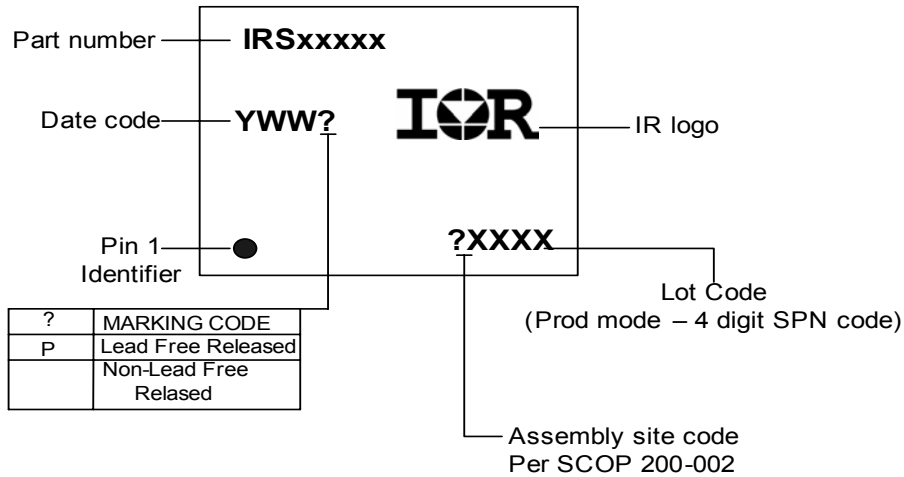 Part number
IRSxxxxx
Date code
YWW?
IOR
IR logo
Pin 1
Identifier
?XXXX
Lot Code
(Prod mode – 4 digit SPN code)
? MARKING CODE
P Lead Free Released
Non-Lead Free
Relased
Assembly site code
Per SCOP 200-002